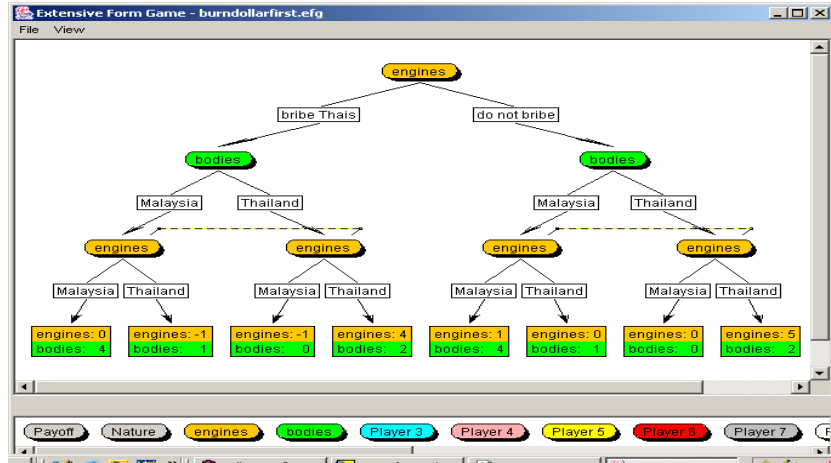 Extensive Form Game - burndollarfirst.efg
File View
engines
bribe Thais do not bribe
bodies bodies
Malaysia Thailand Malaysia Thailand
engines engines engines engines
Malaysia Thailand Malaysia Thailand Malaysia Thailand Malaysia Thailand
engines: 0 engines: -1 engines: -1 engines: 4 engines: 1 engines: 0 engines: 0 engines: 5
bodies: 4 bodies: 1 bodies: 0 bodies: 2 bodies: 4 bodies: 1 bodies: 0 bodies: 2
Payoff Nature engines bodies Player 3 Player 4 Player 5 Player 6 Player 7